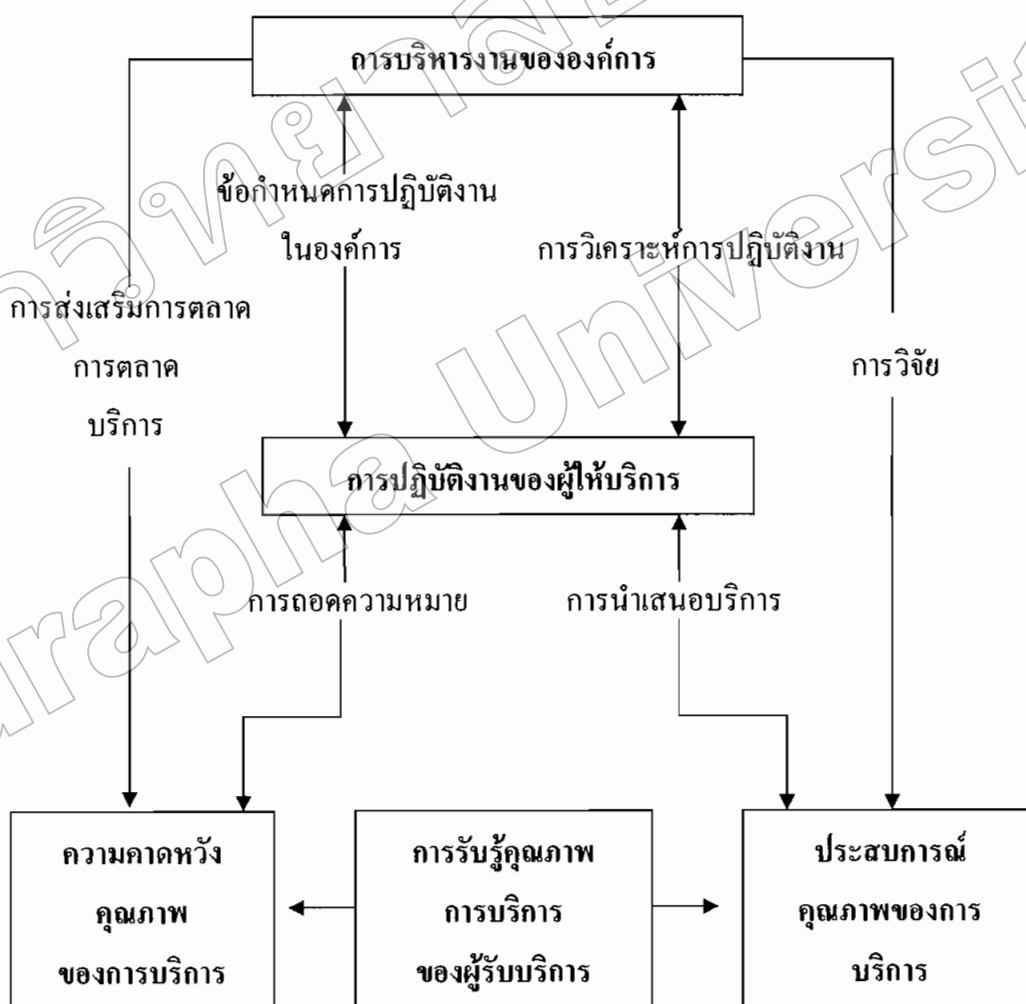 การบริหารงานขององค์การ
ข้อกำหนดการปฏิบัติงาน
ในองค์การ
การวิเคราะห์การปฏิบัติงาน
การส่งเสริมการตลาด
การตลาด
บริการ
การวิจัย
การปฏิบัติงานของผู้ให้บริการ
การถอดความหมาย
การนำเสนอบริการ
ความคาดหวัง
คุณภาพ
ของการบริการ
การรับรู้คุณภาพ
การบริการ
ของผู้รับบริการ
ประสบการณ์
คุณภาพของการ
บริการ